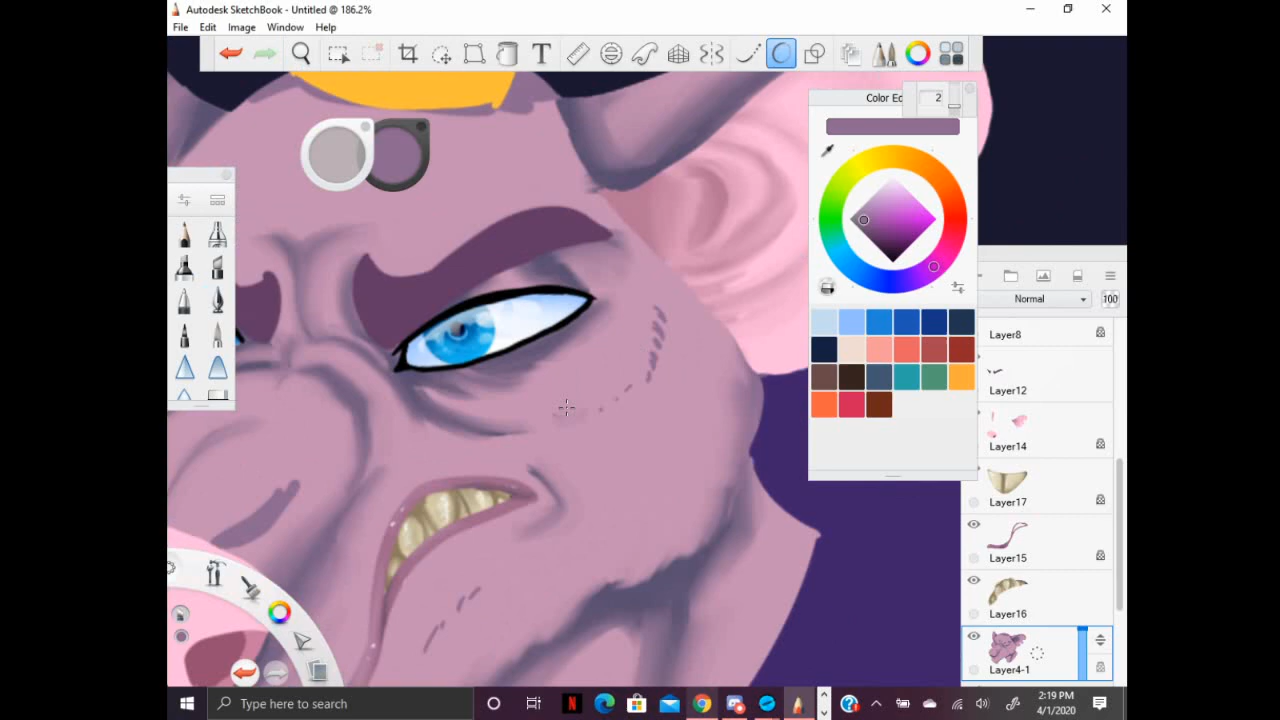 Autodesk SketchBook - Untitled @ 186.2%
File Edit Image Window Help
T
Color Ed
2
Normal
100
Layer8
Layer12
Layer14
Layer17
Layer15
Layer16
Layer4-1
Type here to search
N
2:19 PM
4/1/2020